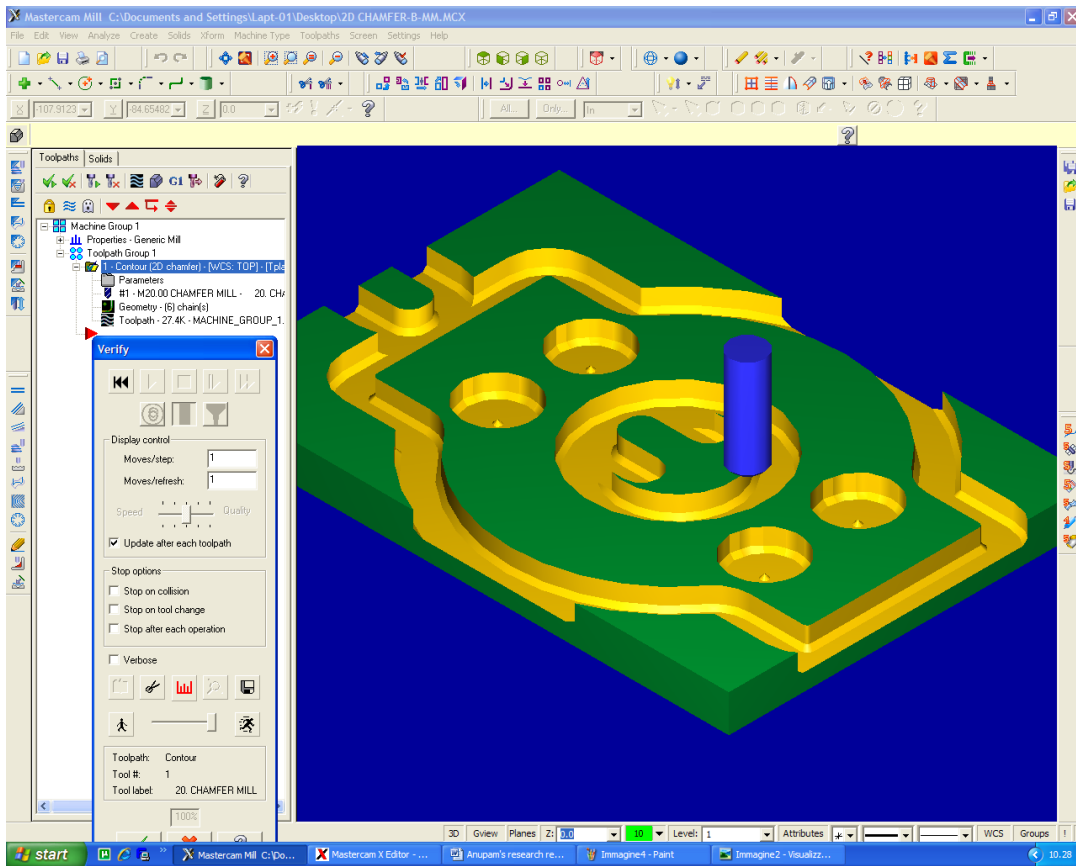 Mastercam Mill C:\Documents and Settings\Lapt-01\Desktop\2D CHAMFER-B-MM.MCX
File Edit View Analyze Create Solids Xform Machine Type Toolpaths Screen Settings Help
X -107.9123 Y -84.65482 Z 0.0 All... Only... In
Toolpaths Solids
G1
Machine Group 1
Properties - Generic Mill
Toolpath Group 1
1 - Contour (2D chamfer) - [WCS: TOP] - [Tpla
Parameters
#1 - M20.00 CHAMFER MILL - 20. CH
Geometry - (6) chain(s)
Toolpath - 27.4K - MACHINE_GROUP_1.
Verify
Display control
Moves/step: 1
Moves/refresh: 1
Speed Quality
Update after each toolpath
Stop options
Stop on collision
Stop on tool change
Stop after each operation
Verbose
Toolpath: Contour
Tool #: 1
Tool label: 20. CHAMFER MILL
100%
3D Gview Planes Z: 0.0 10 Level: 1 Attributes WCS Groups !
start Mastercam Mill C:\Do... Mastercam X Editor - ... Anupam's research re... Immagine4 - Paint Immagine2 - Visualizz... 10.28